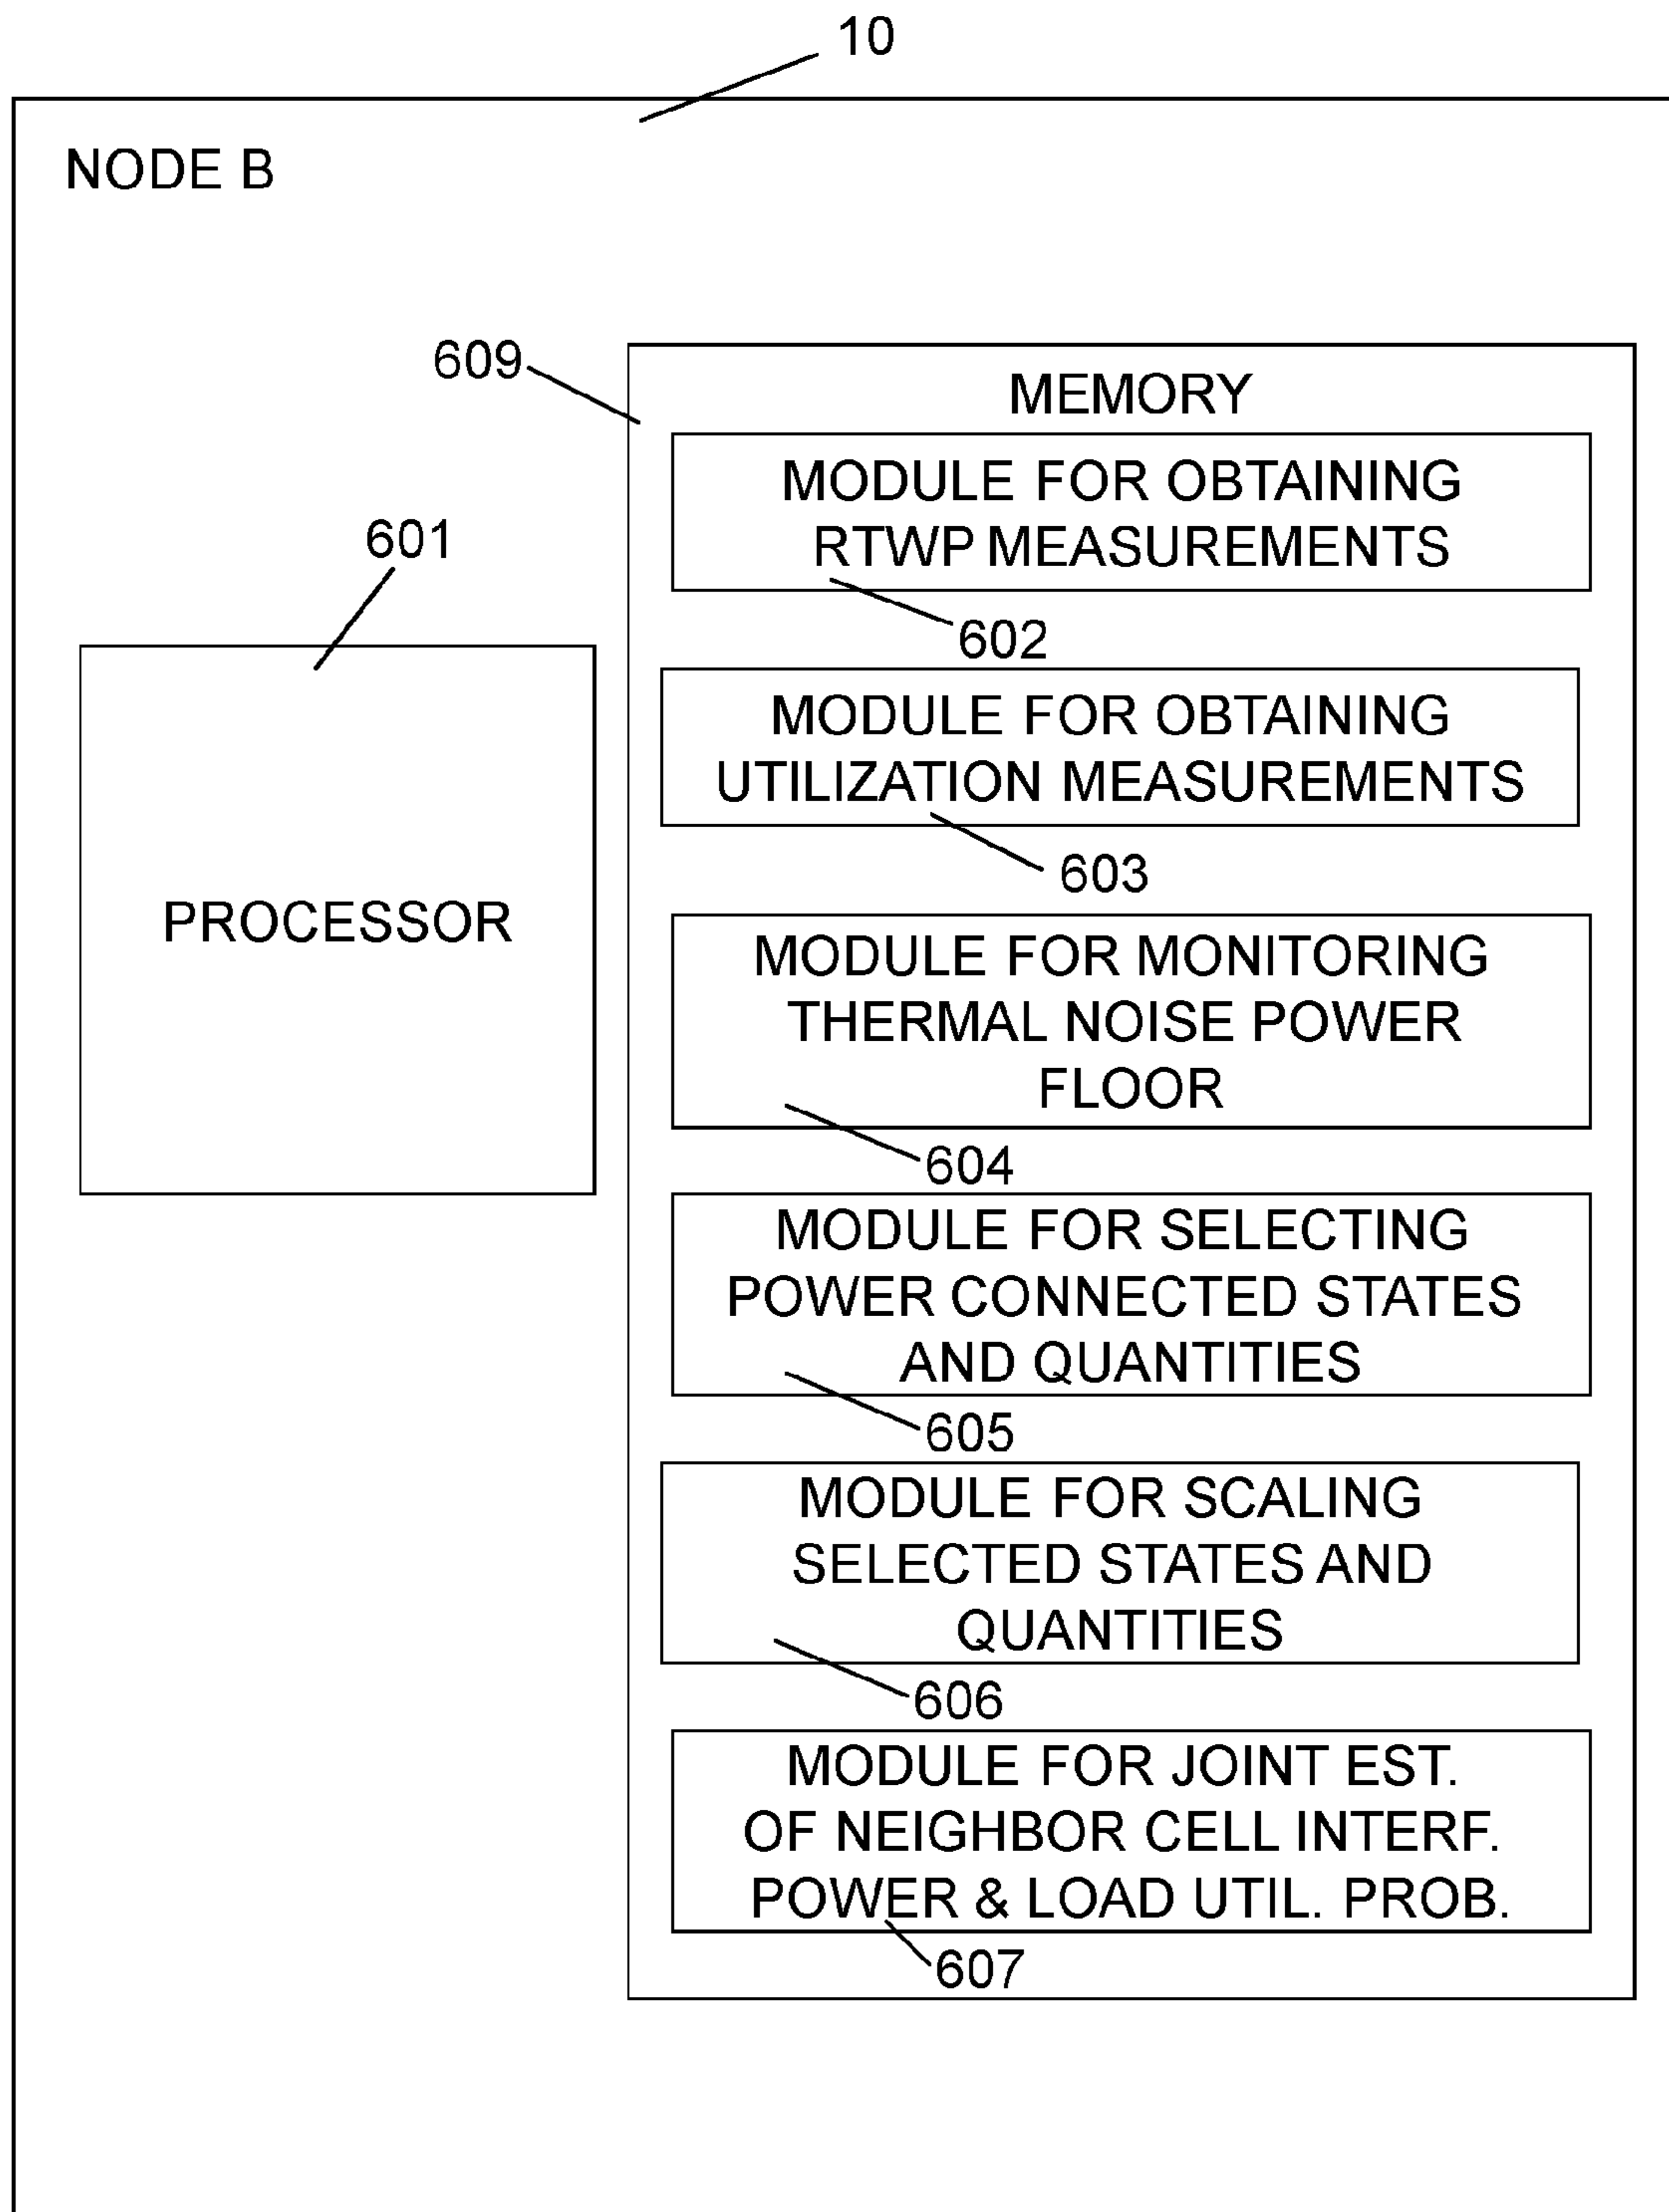 10
NODE B
609
MEMORY
MODULE FOR OBTAINING
RTWP MEASUREMENTS
601
602
MODULE FOR OBTAINING
UTILIZATION MEASUREMENTS
603
PROCESSOR
MODULE FOR MONITORING
THERMAL NOISE POWER
FLOOR
604
MODULE FOR SELECTING
POWER CONNECTED STATES
AND QUANTITIES
605
MODULE FOR SCALING
SELECTED STATES AND
QUANTITIES
606
MODULE FOR JOINT EST.
OF NEIGHBOR CELL INTERF.
POWER & LOAD UTIL. PROB.
607